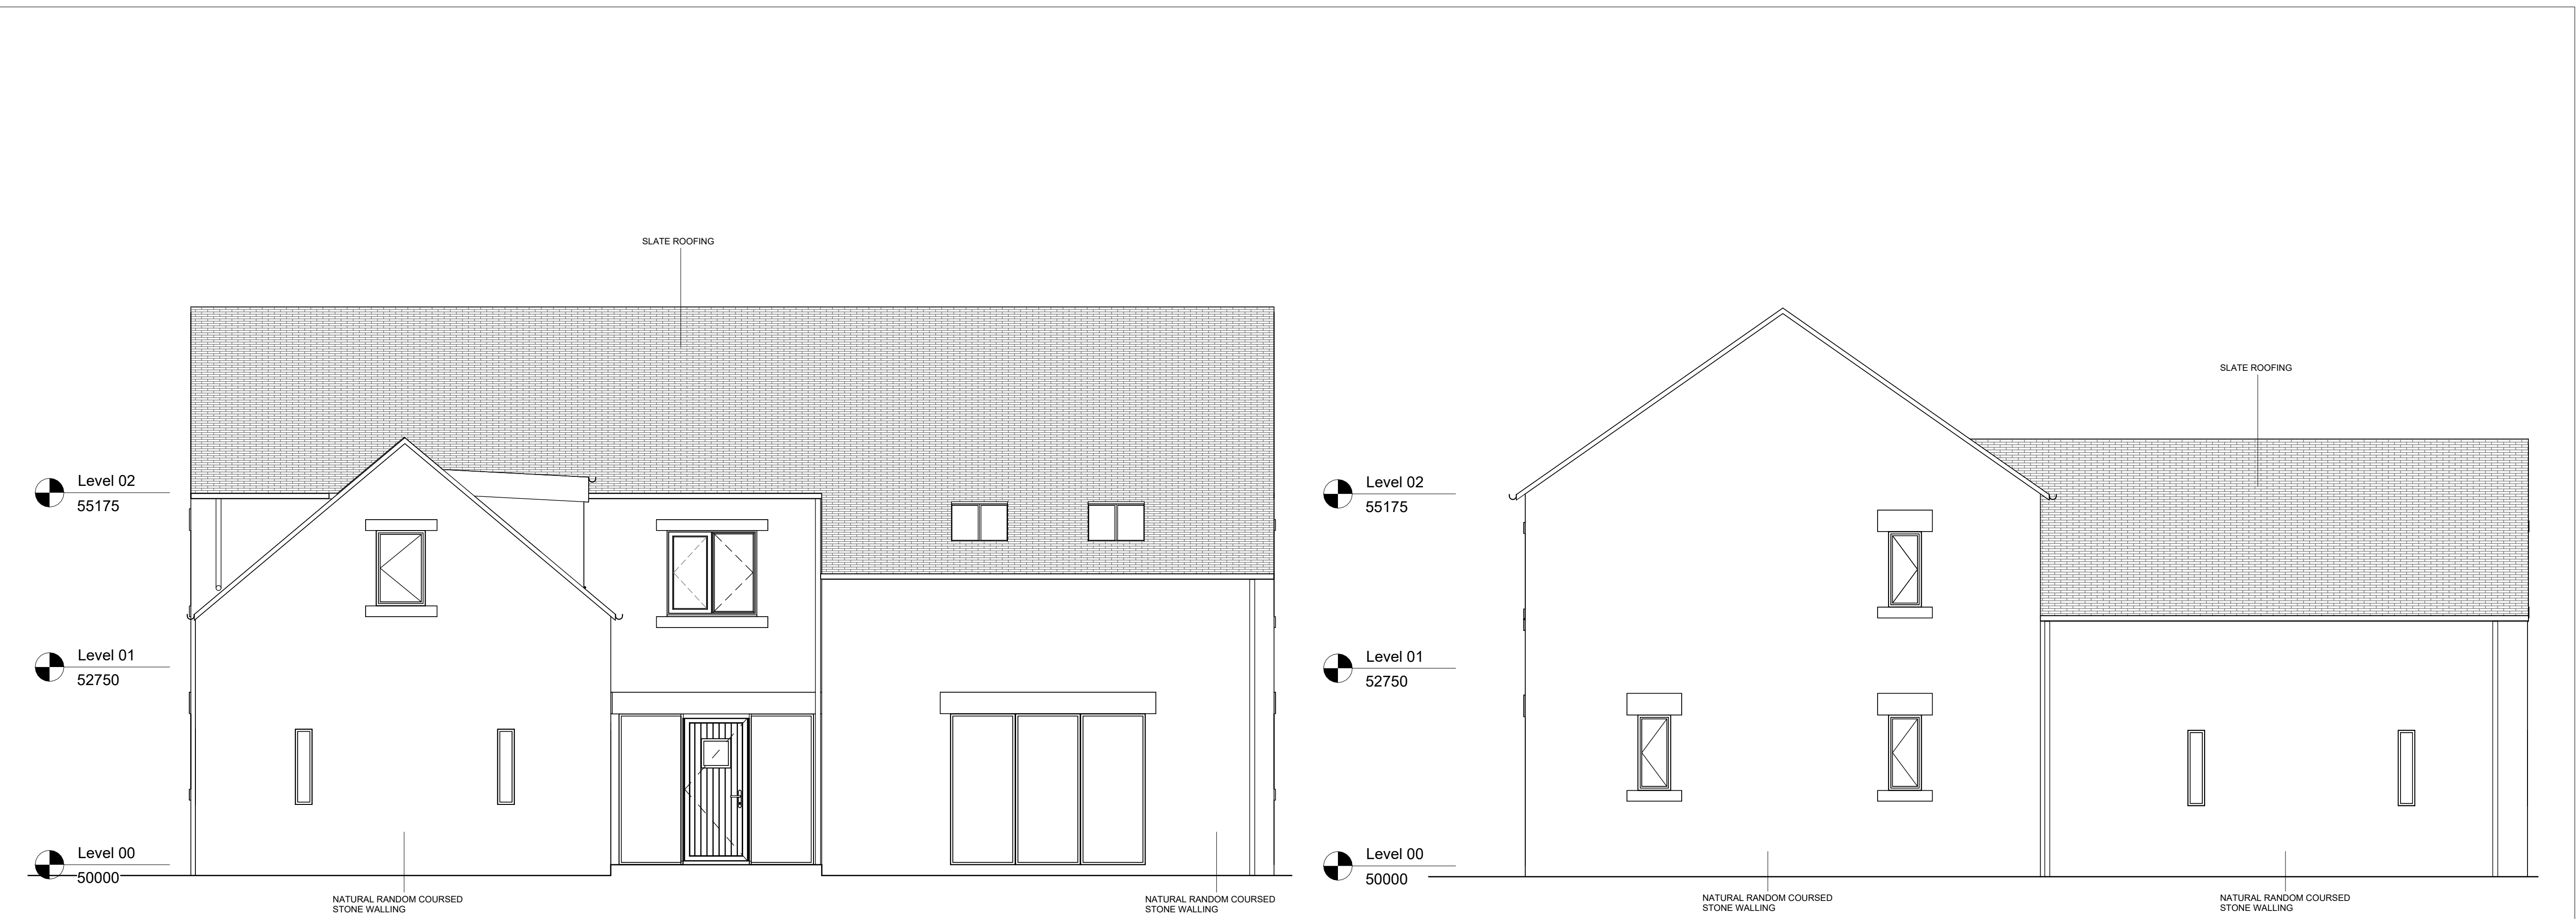 SLATE ROOFING
Level 02
55175
Level 01
52750
Level 00
50000
NATURAL RANDOM COURSED
STONE WALLING
NATURAL RANDOM COURSED
STONE WALLING
SLATE ROOFING
Level 02
55175
Level 01
52750
Level 00
50000
NATURAL RANDOM COURSED
STONE WALLING
NATURAL RANDOM COURSED
STONE WALLING